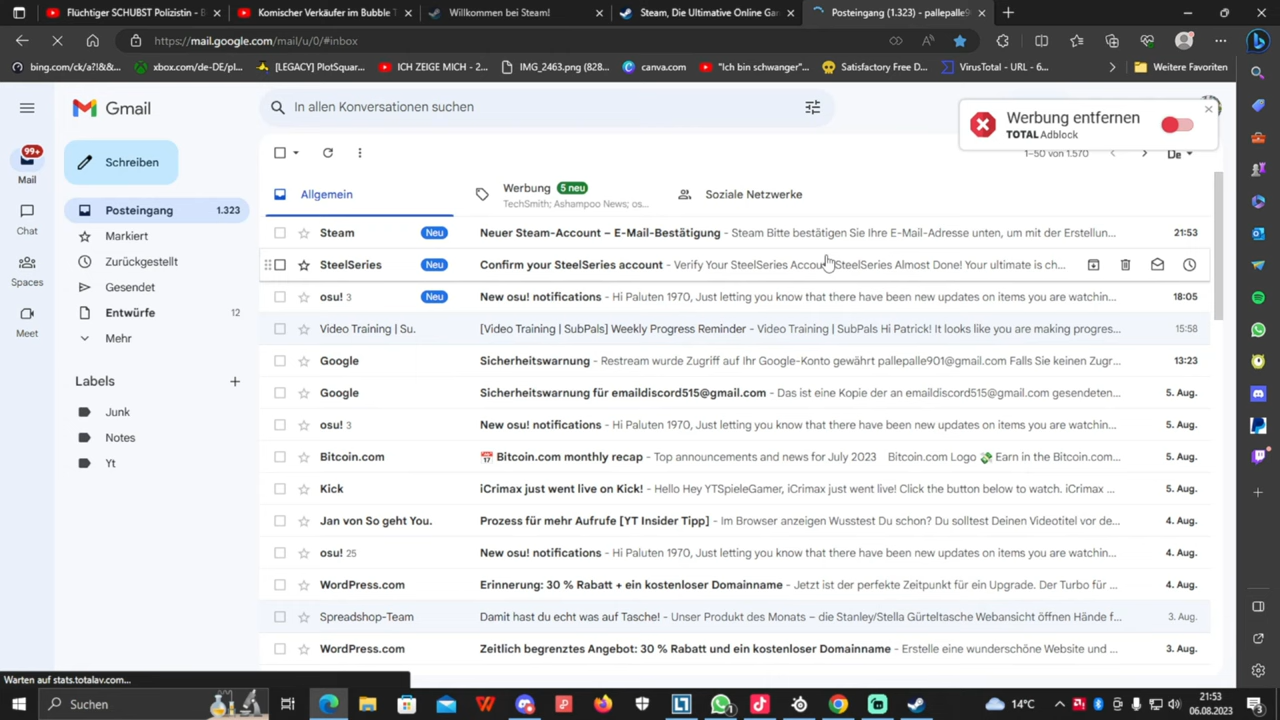 Flüchtiger SCHUBST Polizistin - B
Komischer Verkäufer im Bubble T
Willkommen bei Steam!
Steam, Die Ultimative Online Ga
Posteingang (1.323) - pallepalle9
https://mail.google.com/mail/u/0/#inbox
bing.com/ck/a?!&&...
xbox.com/de-DE/pl...
[LEGACY] PlotSquar...
ICH ZEIGE MICH - 2...
IMG_2463.png (828...
canva.com
"Ich bin schwanger"...
Satisfactory Free D...
VirusTotal - URL - 6...
Weitere Favoriten
Gmail
In allen Konversationen suchen
Werbung entfernen
TOTAL Adblock
1–50 von 1.570
De
99+
Mail
Chat
Spaces
Meet
Schreiben
Posteingang 1.323
Markiert
Zurückgestellt
Gesendet
Entwürfe 12
Mehr
Labels
Junk
Notes
Yt
Allgemein
Werbung 5 neu
TechSmith; Ashampoo News; os...
Soziale Netzwerke
Steam Neu Neuer Steam-Account – E-Mail-Bestätigung - Steam Bitte bestätigen Sie Ihre E-Mail-Adresse unten, um mit der Erstellun... 21:53
SteelSeries Neu Confirm your SteelSeries account - Verify Your SteelSeries Accou SteelSeries Almost Done! Your ultimate is ch...
osu! 3 Neu New osu! notifications - Hi Paluten 1970, Just letting you know that there have been new updates on items you are watchin... 18:05
Video Training | Su. [Video Training | SubPals] Weekly Progress Reminder - Video Training | SubPals Hi Patrick! It looks like you are making progres... 15:58
Google Sicherheitswarnung - Restream wurde Zugriff auf Ihr Google-Konto gewährt pallepalle901@gmail.com Falls Sie keinen Zugr... 13:23
Google Sicherheitswarnung für emaildiscord515@gmail.com - Das ist eine Kopie der an emaildiscord515@gmail.com gesendeten... 5. Aug.
osu! 3 New osu! notifications - Hi Paluten 1970, Just letting you know that there have been new updates on items you are watchin... 5. Aug.
Bitcoin.com 📅 Bitcoin.com monthly recap - Top announcements and news for July 2023 Bitcoin.com Logo 💸 Earn in the Bitcoin.com... 5. Aug.
Kick iCrimax just went live on Kick! - Hello Hey YTSpieleGamer, iCrimax just went live! Click the button below to watch. iCrimax ... 5. Aug.
Jan von So geht You. Prozess für mehr Aufrufe [YT Insider Tipp] - Im Browser anzeigen Wusstest Du schon? Du solltest Deinen Videotitel vor de... 4. Aug.
osu! 25 New osu! notifications - Hi Paluten 1970, Just letting you know that there have been new updates on items you are watchin... 4. Aug.
WordPress.com Erinnerung: 30 % Rabatt + ein kostenloser Domainname - Jetzt ist der perfekte Zeitpunkt für ein Upgrade. Der Turbo für ... 4. Aug.
Spreadshop-Team Damit hast du echt was auf Tasche! - Unser Produkt des Monats – die Stanley/Stella Gürteltasche Webansicht öffnen Hände f... 3. Aug.
WordPress.com Zeitlich begrenztes Angebot: 30 % Rabatt und ein kostenloser Domainname - Erstelle eine wunderschöne Website und ... 3. Aug.
Warten auf stats.totalav.com...
Suchen
14°C
21:53
06.08.2023